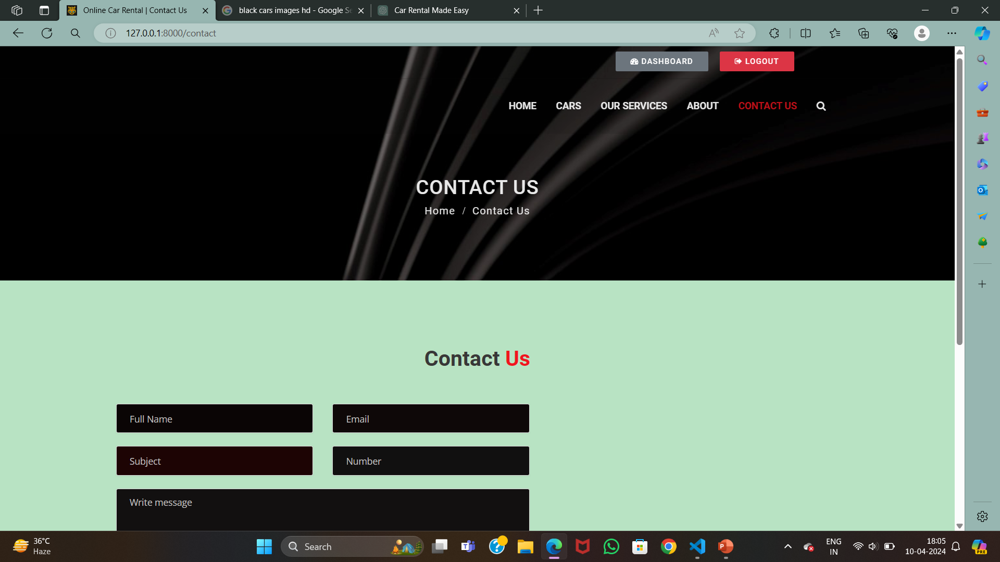 Online Car Rental | Contact Us
black cars images hd - Google Se
Car Rental Made Easy
127.0.0.1:8000/contact
DASHBOARD
LOGOUT
HOME CARS OUR SERVICES ABOUT CONTACT US
CONTACT US
Home / Contact Us
Contact Us
Full Name
Email
Subject
Number
Write message
36°C
Haze
Search
ENG
IN
18:05
10-04-2024
PRE